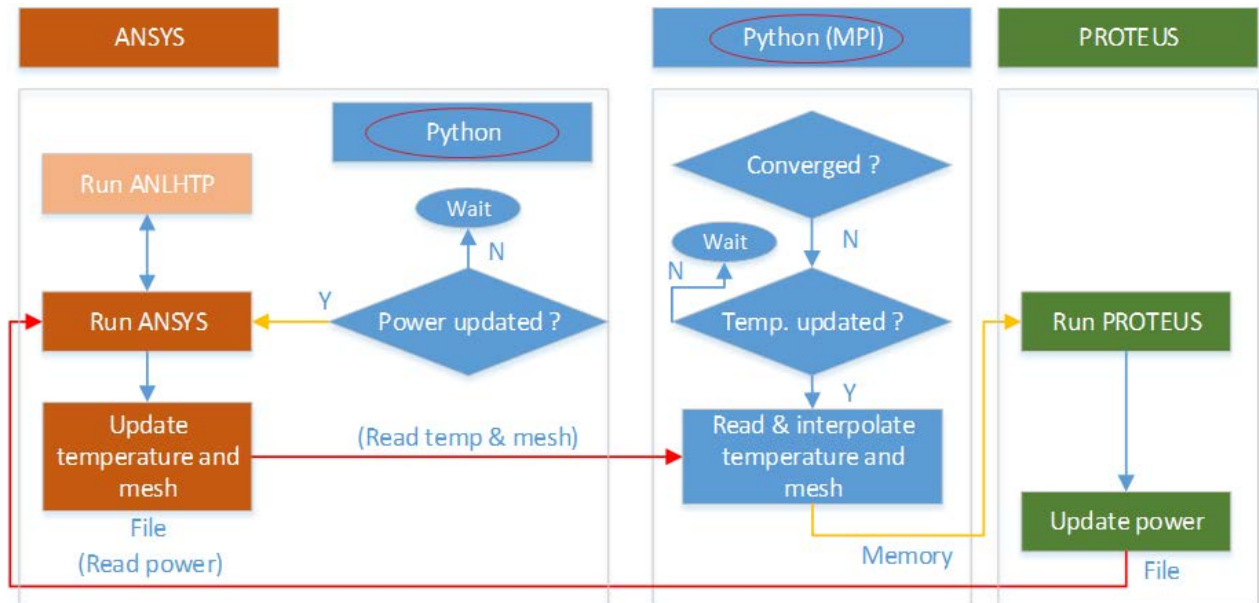 ANSYS
Python (MPI)
PROTEUS
Python
Run ANLHTP
Wait
N
Y
Run ANSYS
Power updated ?
Update
temperature and
mesh
File
(Read power)
(Read temp & mesh)
Converged ?
N
Wait
N
Temp. updated ?
Y
Read & interpolate
temperature and
mesh
Memory
Run PROTEUS
Update power
File